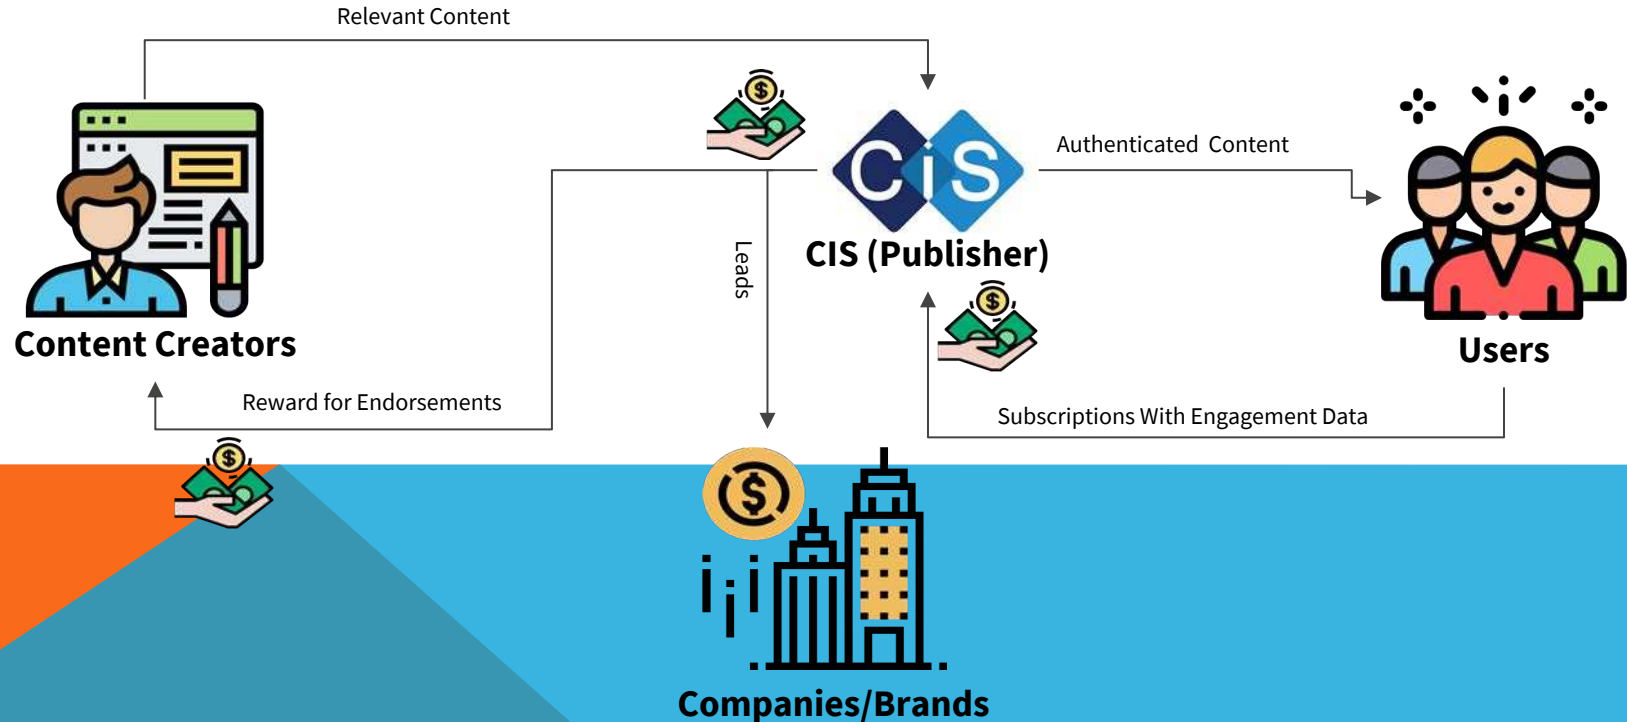 Relevant Content
CiS
Authenticated Content
CIS (Publisher)
Leads
Content Creators
Users
Reward for Endorsements
Subscriptions With Engagement Data
Companies/Brands